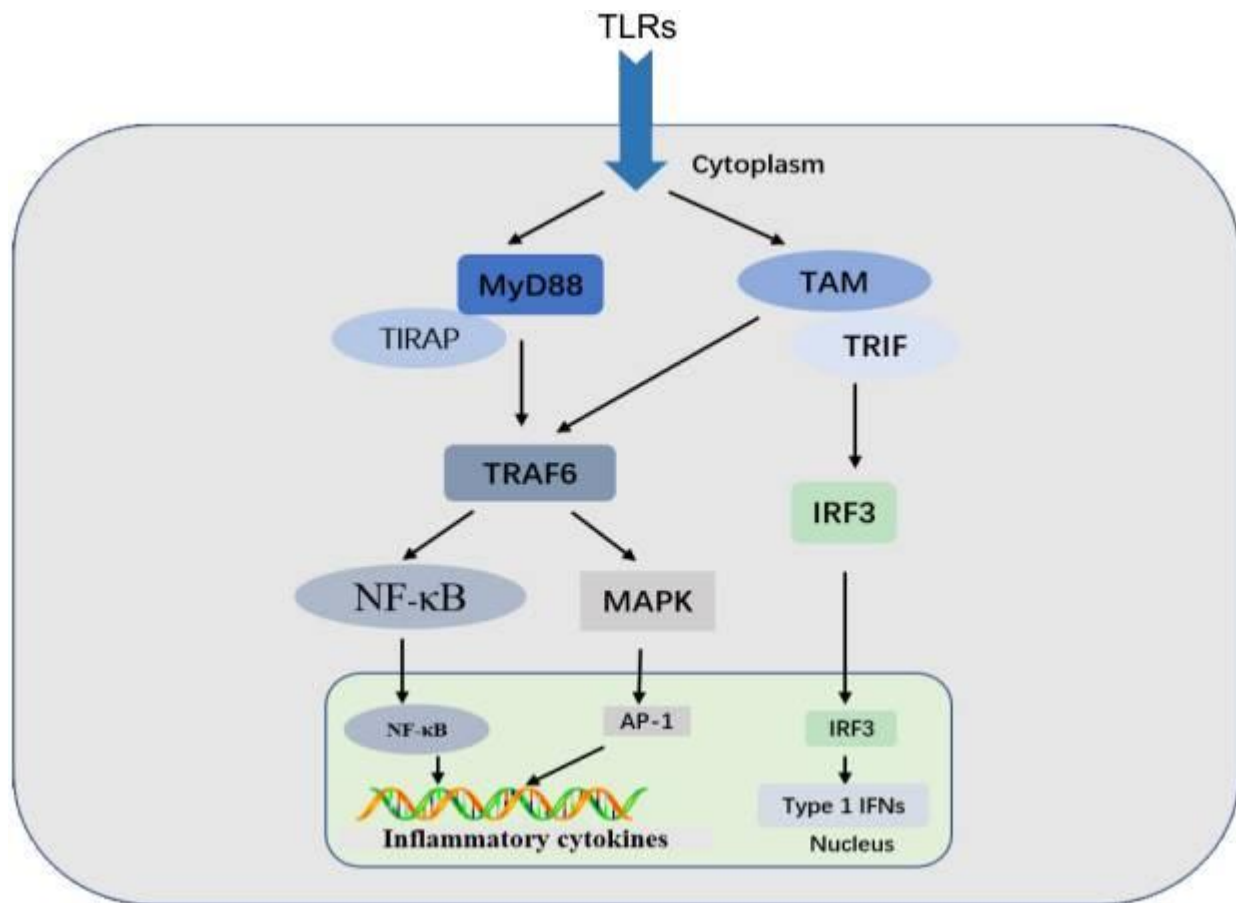 TLRs
Cytoplasm
MyD88
TAM
TIRAP
TRIF
TRAF6
IRF3
NF-κB
MAPK
NF-κB
AP-1
IRF3
Type 1 IFNs
Inflammatory cytokines
Nucleus